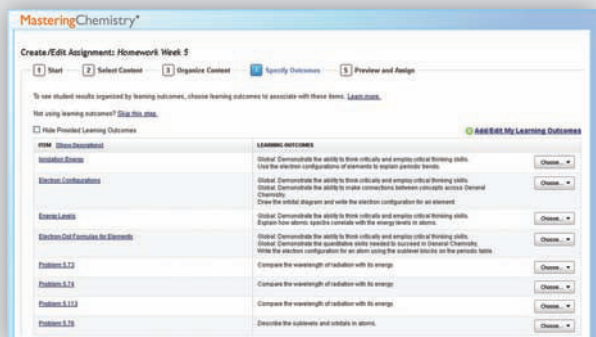 MasteringChemistry®
Create/Edit Assignment: Homework Week 5
1 Start 2 Select Content 3 Organize Content 4 Specify Outcomes 5 Preview and Assign
To see student results organized by learning outcomes, choose learning outcomes to associate with these items. Learn more.
Not using learning outcomes? Skip this step.
Hide Provided Learning Outcomes
Add/Edit My Learning Outcomes
ITEM (Show Descriptions) LEARNING OUTCOMES
Ionization Energy Global: Demonstrate the ability to think critically and employ critical thinking skills. Choose...
Use the electron configurations of elements to explain periodic trends.
Electron Configurations Global: Demonstrate the ability to think critically and employ critical thinking skills. Choose...
Global: Demonstrate the ability to make connections between concepts across General
Chemistry.
Draw the orbital diagram and write the electron configuration for an element.
Energy Levels Global: Demonstrate the ability to think critically and employ critical thinking skills. Choose...
Explain how atomic spectra correlate with the energy levels in atoms.
Electron-Dot Formulas for Elements Global: Demonstrate the ability to think critically and employ critical thinking skills. Choose...
Global: Demonstrate the quantitative skills needed to succeed in General Chemistry.
Write the electron configuration for an atom using the sublevel blocks on the periodic table.
Problem 5.73 Compare the wavelength of radiation with its energy. Choose...
Problem 5.74 Compare the wavelength of radiation with its energy. Choose...
Problem 5.113 Compare the wavelength of radiation with its energy. Choose...
Problem 5.76 Describe the sublevels and orbitals in atoms. Choose...